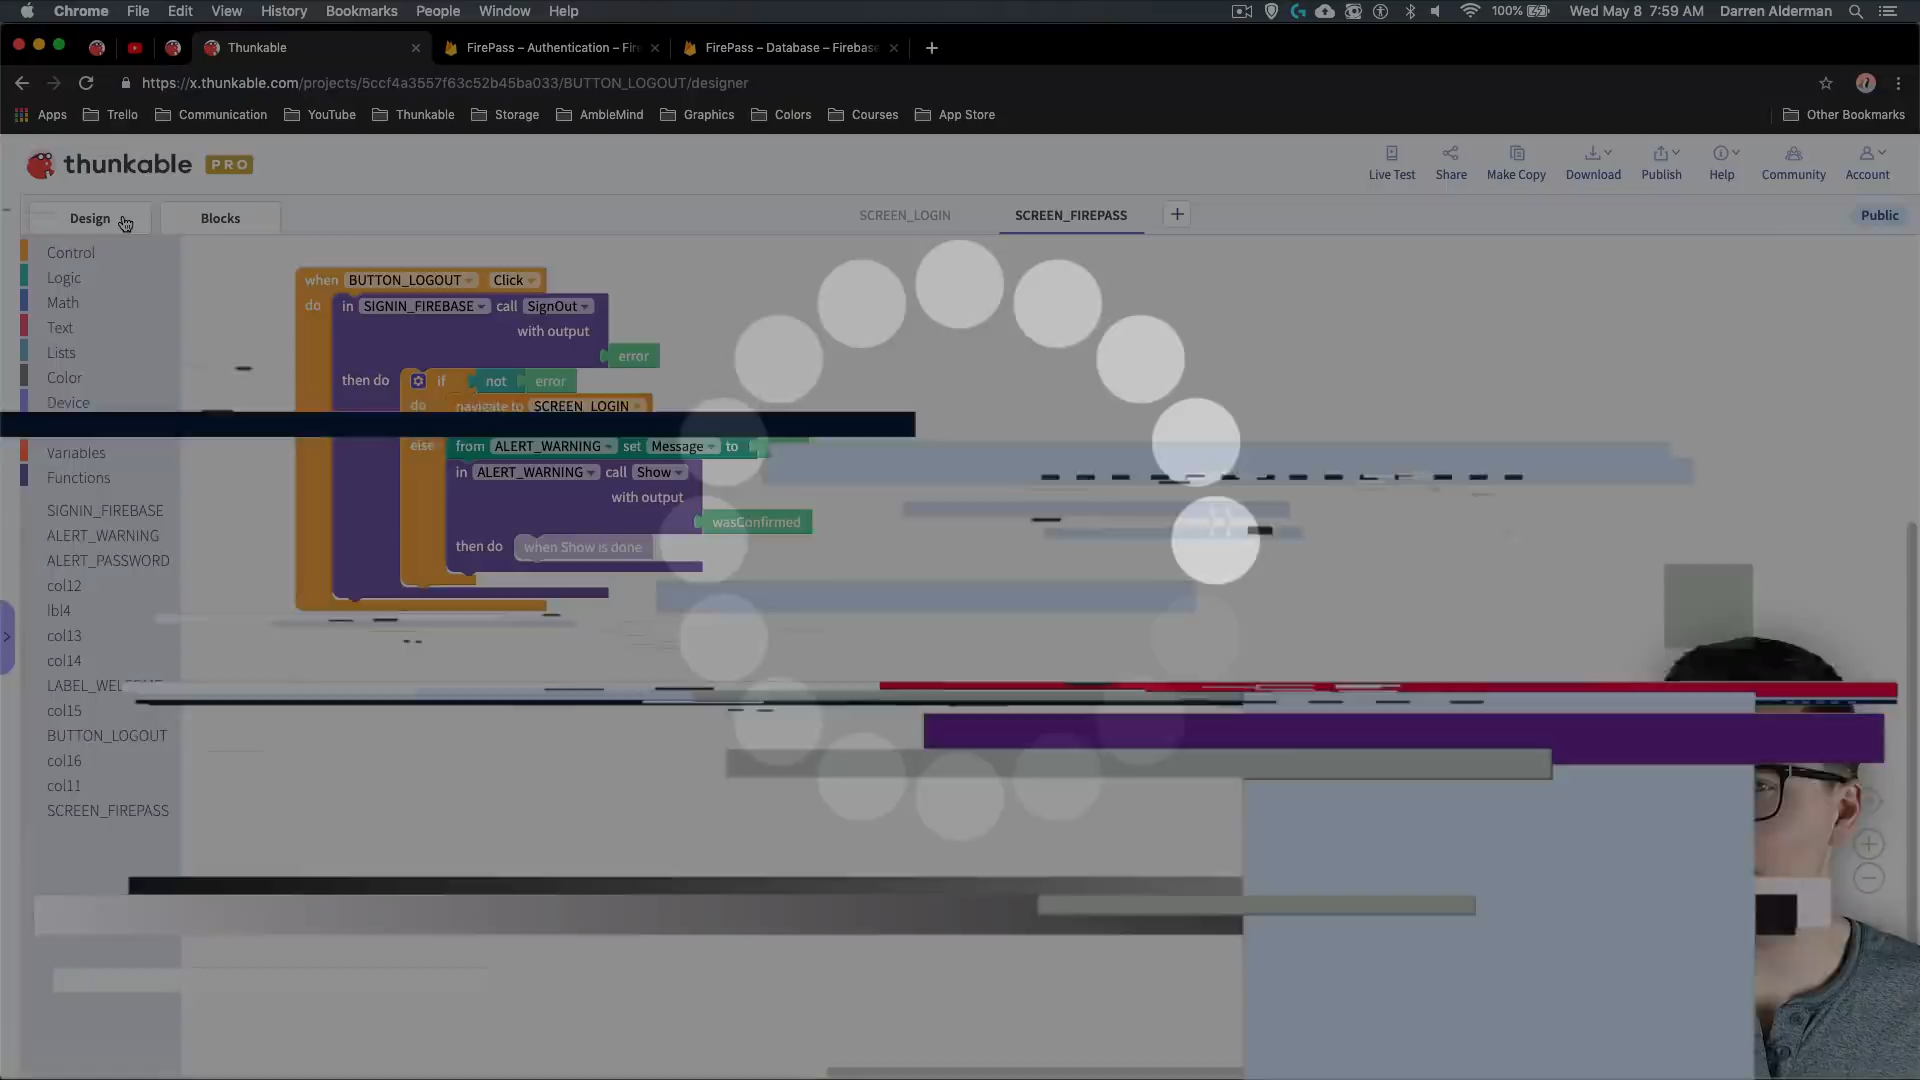 Chrome File Edit View History Bookmarks People Window Help 100% Wed May 8 7:59 AM Darren Alderman
Thunkable FirePass – Authentication – Fire FirePass – Database – Firebase
https://x.thunkable.com/projects/5ccf4a3557f63c52b45ba033/BUTTON_LOGOUT/designer
Apps Trello Communication YouTube Thunkable Storage AmbleMind Graphics Colors Courses App Store Other Bookmarks
thunkable PRO
Live Test Share Make Copy Download Publish Help Community Account
Design Blocks SCREEN_LOGIN SCREEN_FIREPASS + Public
Control
Logic
Math
Text
Lists
Color
Device
Variables
Functions
SIGNIN_FIREBASE
ALERT_WARNING
ALERT_PASSWORD
col12
lbl4
col13
col14
LABEL_WELCOME
col15
BUTTON_LOGOUT
col16
col11
SCREEN_FIREPASS
when BUTTON_LOGOUT Click
do in SIGNIN_FIREBASE call SignOut
with output
error
then do if not error
do navigate to SCREEN_LOGIN
else from ALERT_WARNING set Message to
in ALERT_WARNING call Show
with output
wasConfirmed
then do when Show is done